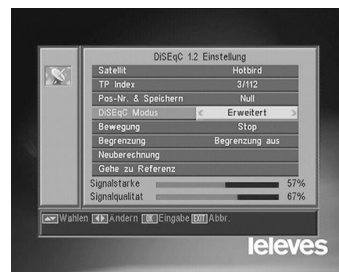 DiSEqC 1.2 Einstellung
Satellit Hotbird
TP Index 3/112
Pos-Nr. & Speichern Null
DiSEqC Modus < Erweitert >
Bewegung Stop
Begrenzung Begrenzung aus
Neuberechnung
Gehe zu Referenz
Signalstarke 57%
Signalqualitat 67%
Wahlen Ändern OK Eingabe EXIT Abbr.
televes